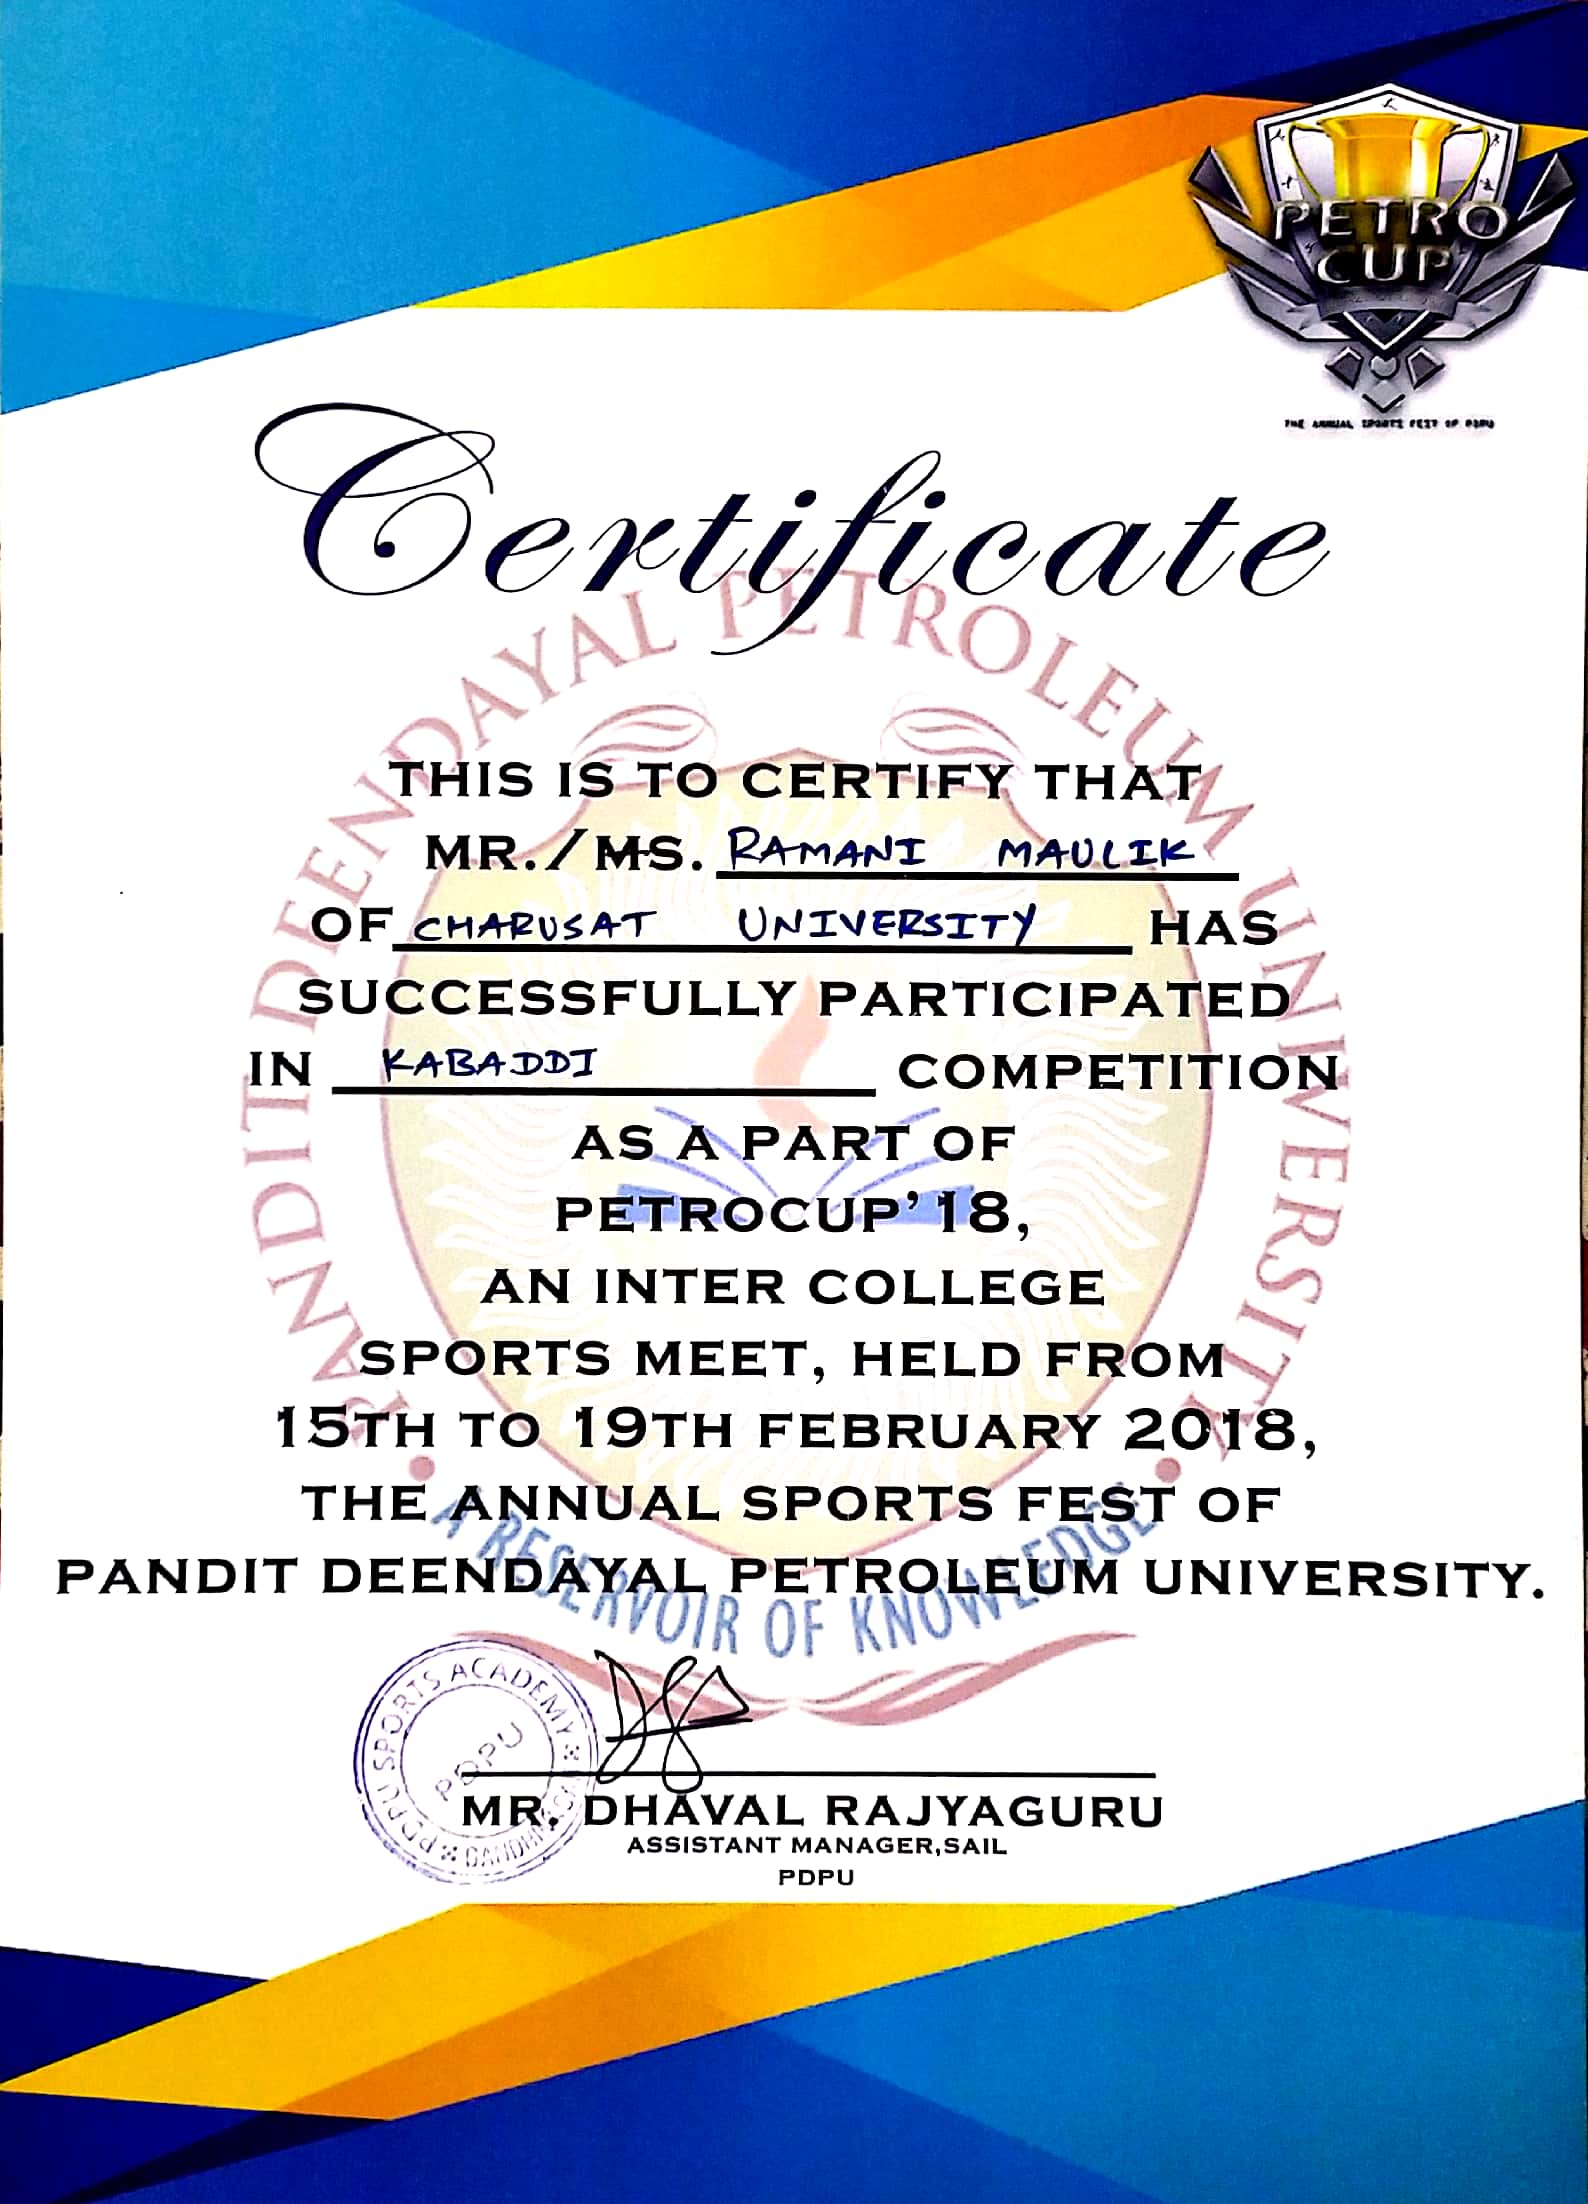 PETRO
CUP
THE ANNUAL SPORTS FEST OF PDPU
Certificate
PANDIT DEENDAYAL PETROLEUM UNIVERSITY
THIS IS TO CERTIFY THAT
MR./MS. RAMANI MAULIK
OF CHARUSAT UNIVERSITY HAS
SUCCESSFULLY PARTICIPATED
IN KABADDI COMPETITION
AS A PART OF
PETROCUP'18,
AN INTER COLLEGE
SPORTS MEET, HELD FROM
15TH TO 19TH FEBRUARY 2018,
THE ANNUAL SPORTS FEST OF
PANDIT DEENDAYAL PETROLEUM UNIVERSITY.
A RESERVOIR OF KNOWLEDGE
PDPU SPORTS ACADEMY
PDPU
MR. DHAVAL RAJYAGURU
ASSISTANT MANAGER,SAIL
PDPU